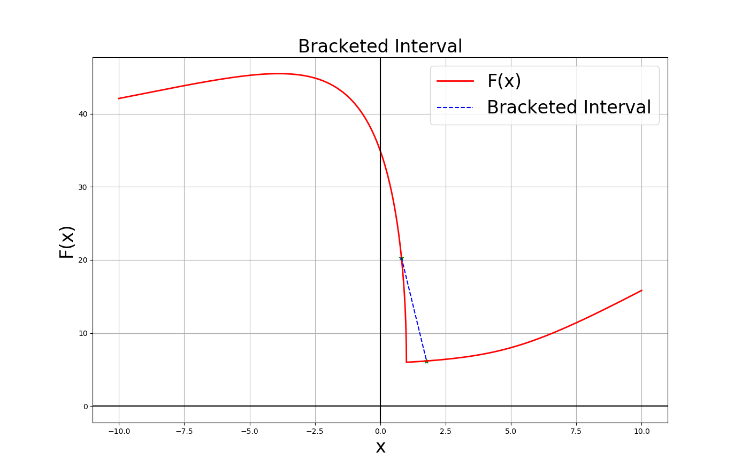 Bracketed Interval
F(x)
Bracketed Interval
F(x)
40
30
20
10
0
−10.0 −7.5 −5.0 −2.5 0.0 2.5 5.0 7.5 10.0
x